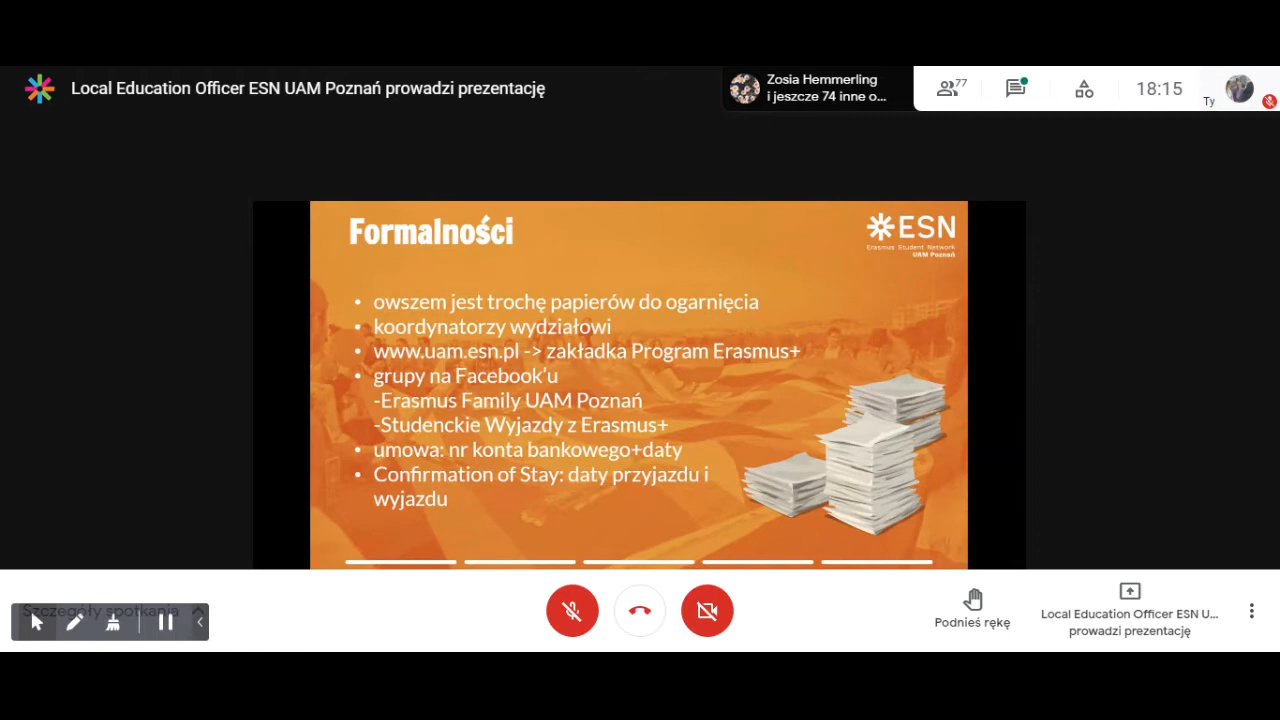 Local Education Officer ESN UAM Poznań prowadzi prezentację
Zosia Hemmerling
i jeszcze 74 inne o...
77
18:15
Ty
Formalności
ESN
Erasmus Student Network
UAM Poznań
• owszem jest trochę papierów do ogarnięcia
• koordynatorzy wydziałowi
• www.uam.esn.pl -> zakładka Program Erasmus+
• grupy na Facebook'u
-Erasmus Family UAM Poznań
-Studenckie Wyjazdy z Erasmus+
• umowa: nr konta bankowego+daty
• Confirmation of Stay: daty przyjazdu i
wyjazdu
Szczegóły spotkania
Podnieś rękę
Local Education Officer ESN U...
prowadzi prezentację